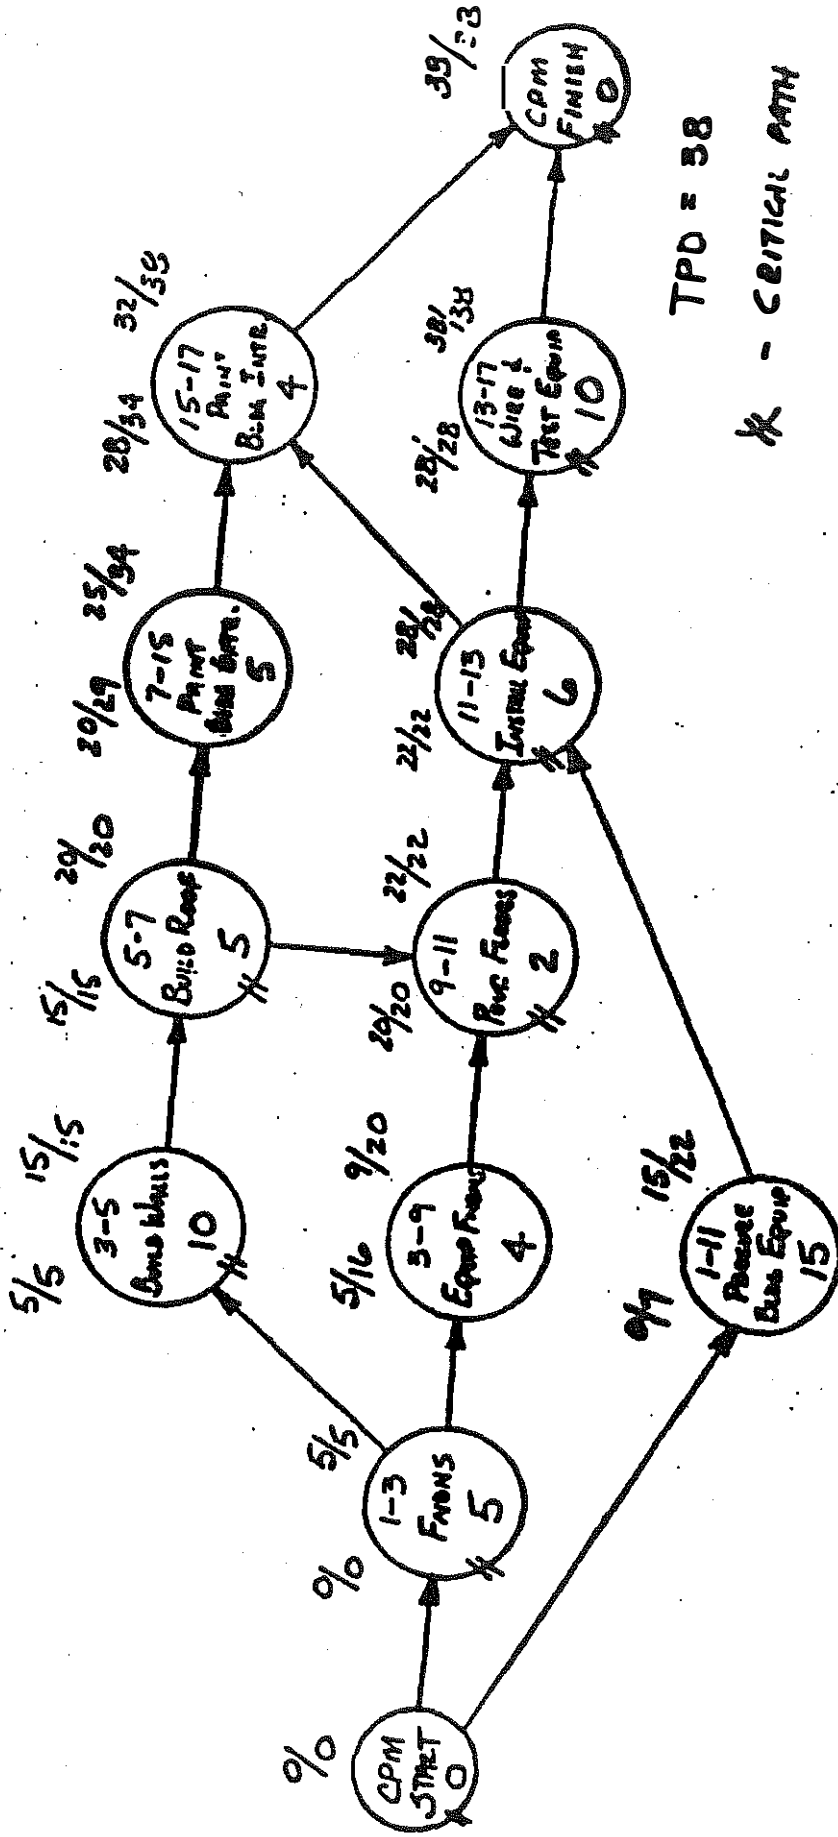 0/0
CPM
START
0
0/0
1-3
FNDNS
5
5/5
5/5
3-5
BUILD WALLS
10
15/15
15/15
5-7
BUILD ROOF
5
20/20
20/29
7-15
PAINT
BLDG
5
25/34
28/34
15-17
PAINT
BLDG INTR.
4
32/38
5/16
3-9
EQUIP FNDNS
4
9/20
20/20
9-11
POUR FLOORS
2
22/22
22/22
11-13
INSTALL EQUIP
6
28/28
28/28
13-17
WIRE &
TEST EQUIP
10
38/38
0/7
1-11
PROCURE
BLDG EQUIP
15
15/22
CPM
FINISH
0
TPD = 38
- CRITICAL PATH